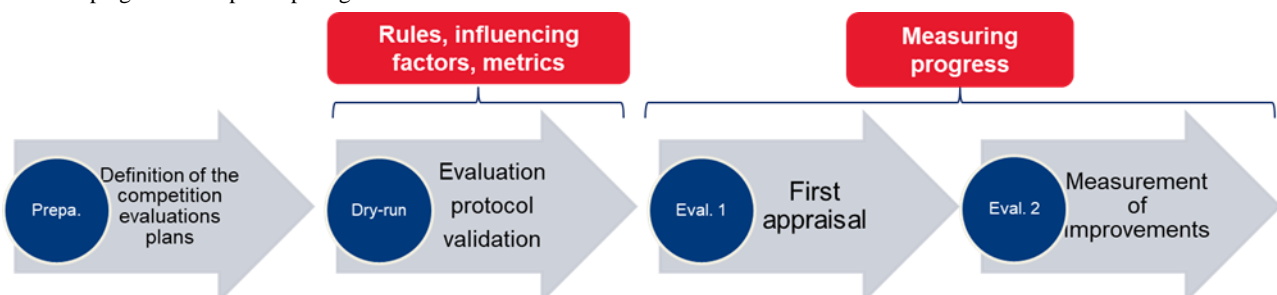 Rules, influencing
factors, metrics
Measuring
progress
Prepa.
Definition of the
competition
evaluations
plans
Dry-run
Evaluation
protocol
validation
Eval. 1
First
appraisal
Eval. 2
Measurement
of
improvements